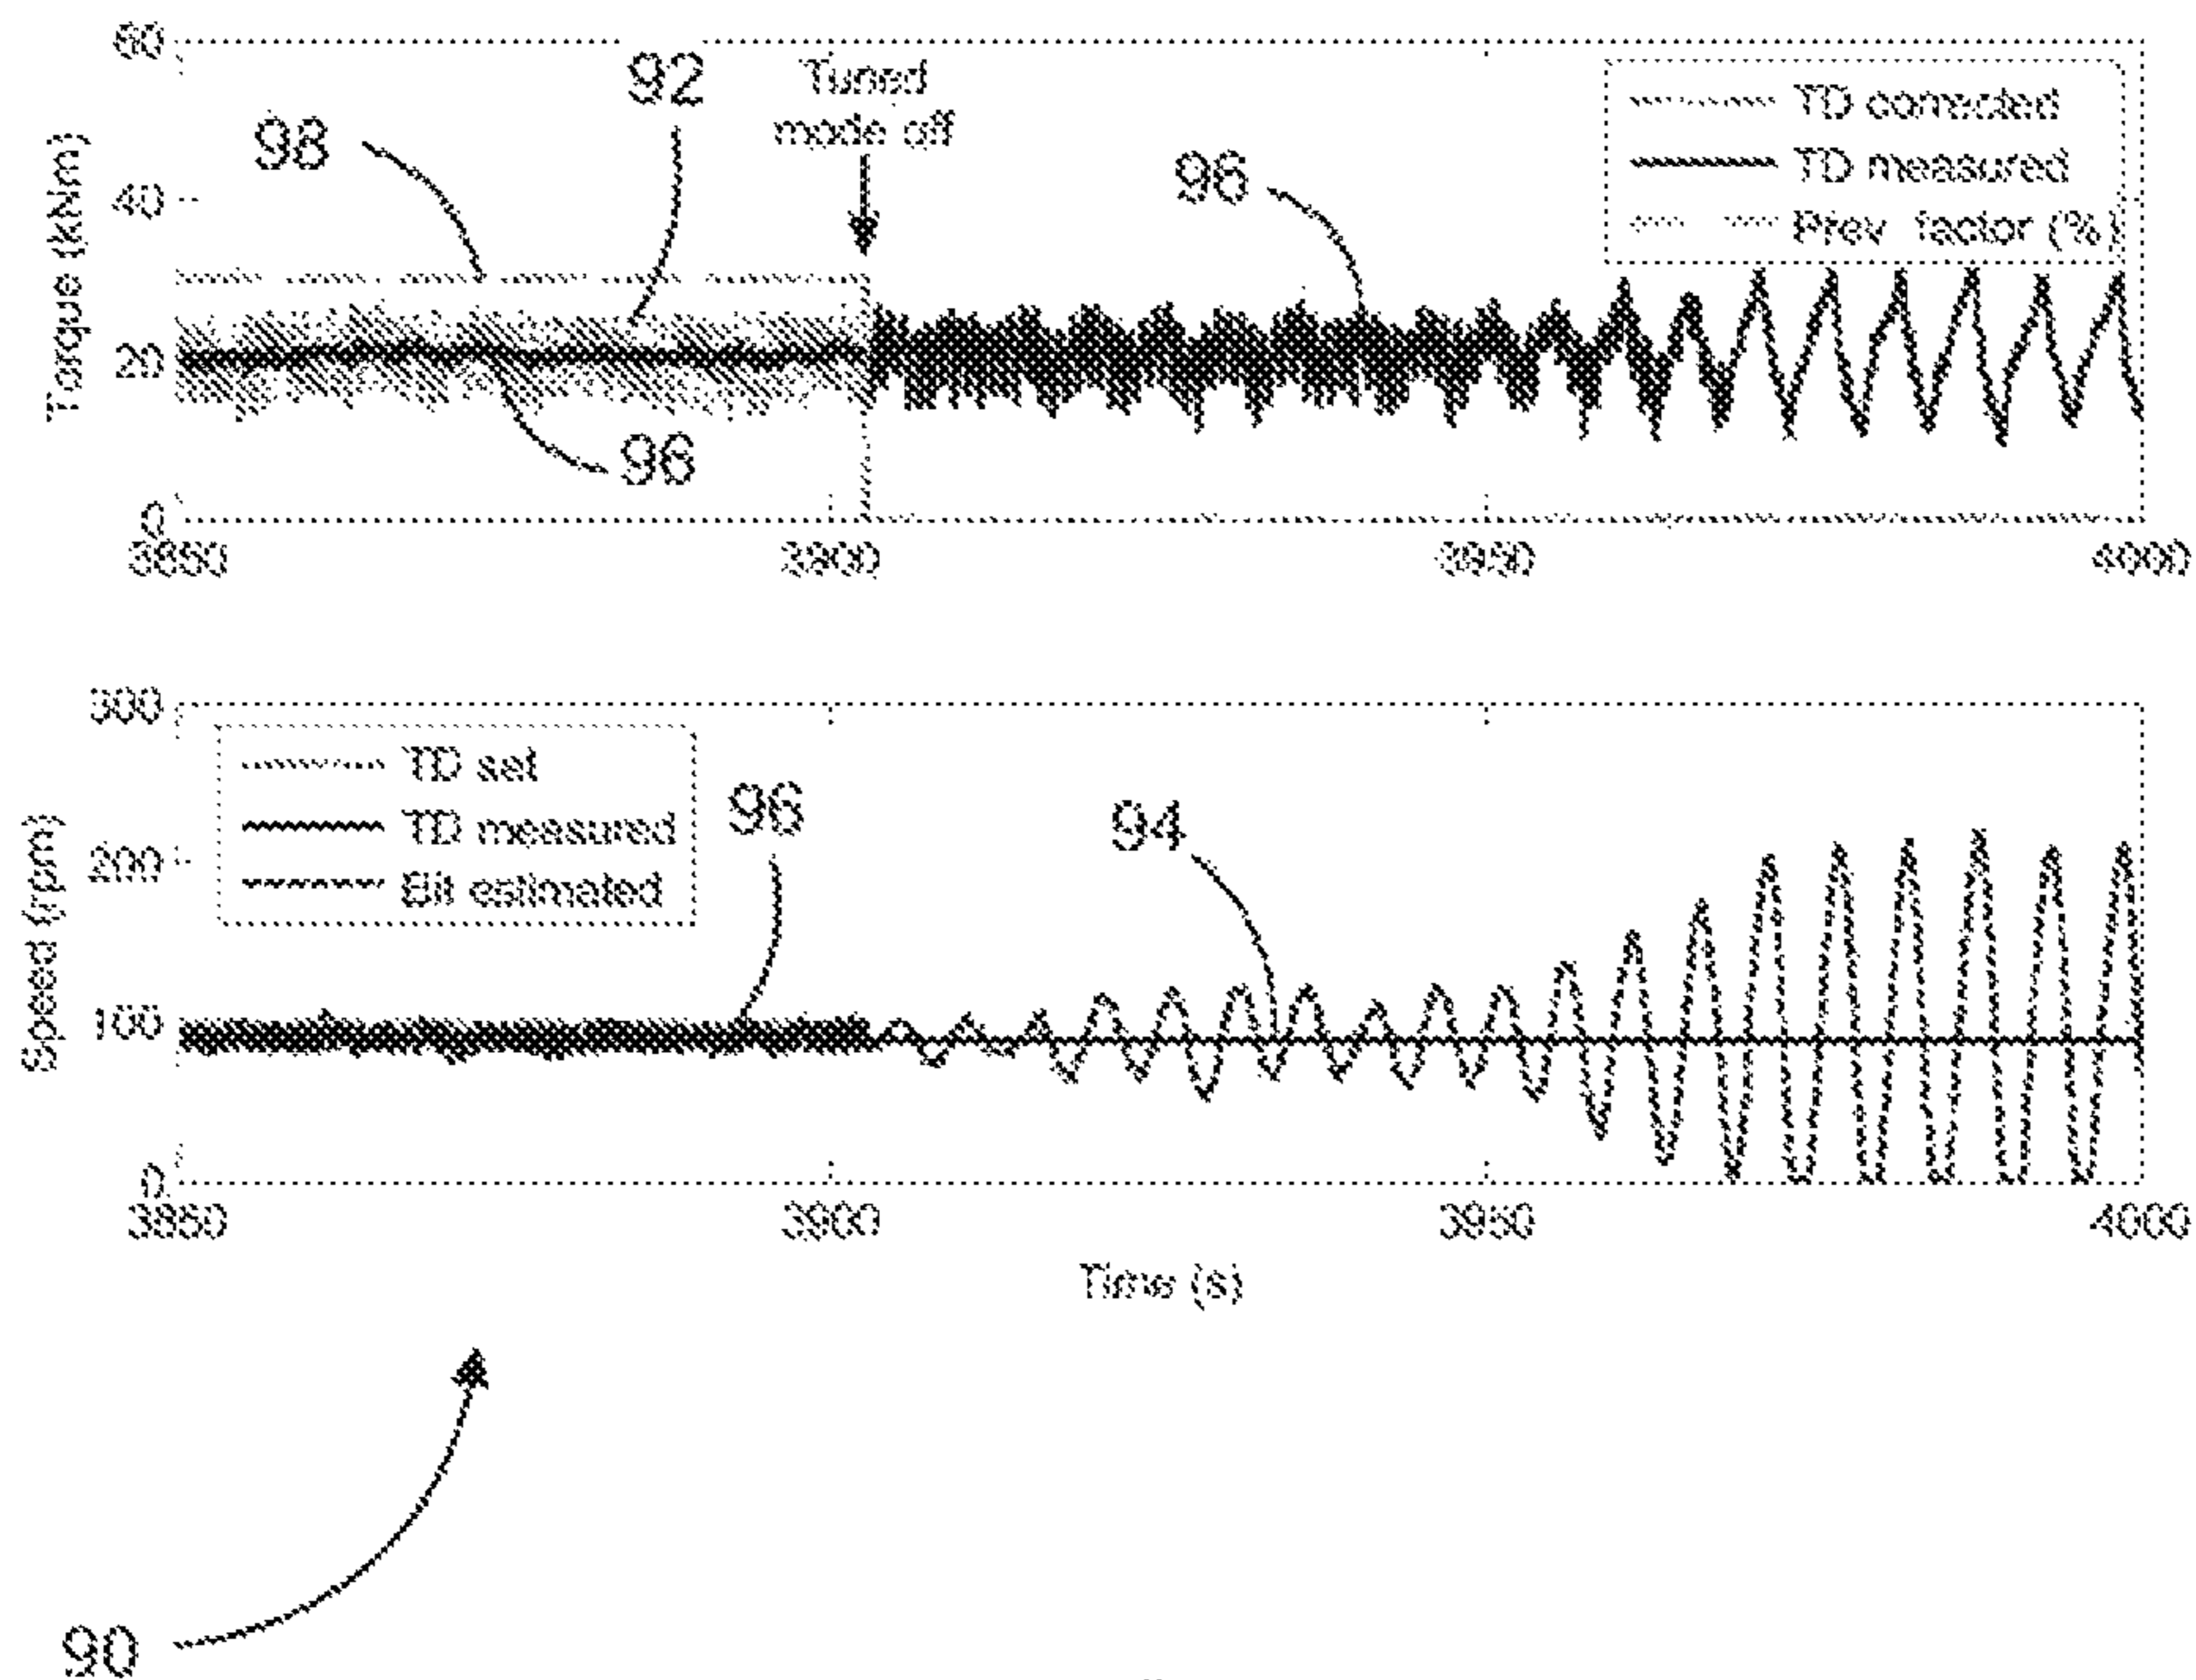 60
92
Tuned
mode off
TD corrected
98
96
TD measured
40
Prev. factor (%)
Torque (kNm)
20
96
0
3850
3900
3950
4000
300
TD set
96
94
TD measured
200
Bit estimated
Speed (rpm)
100
0
3850
3900
3950
4000
Time (s)
90